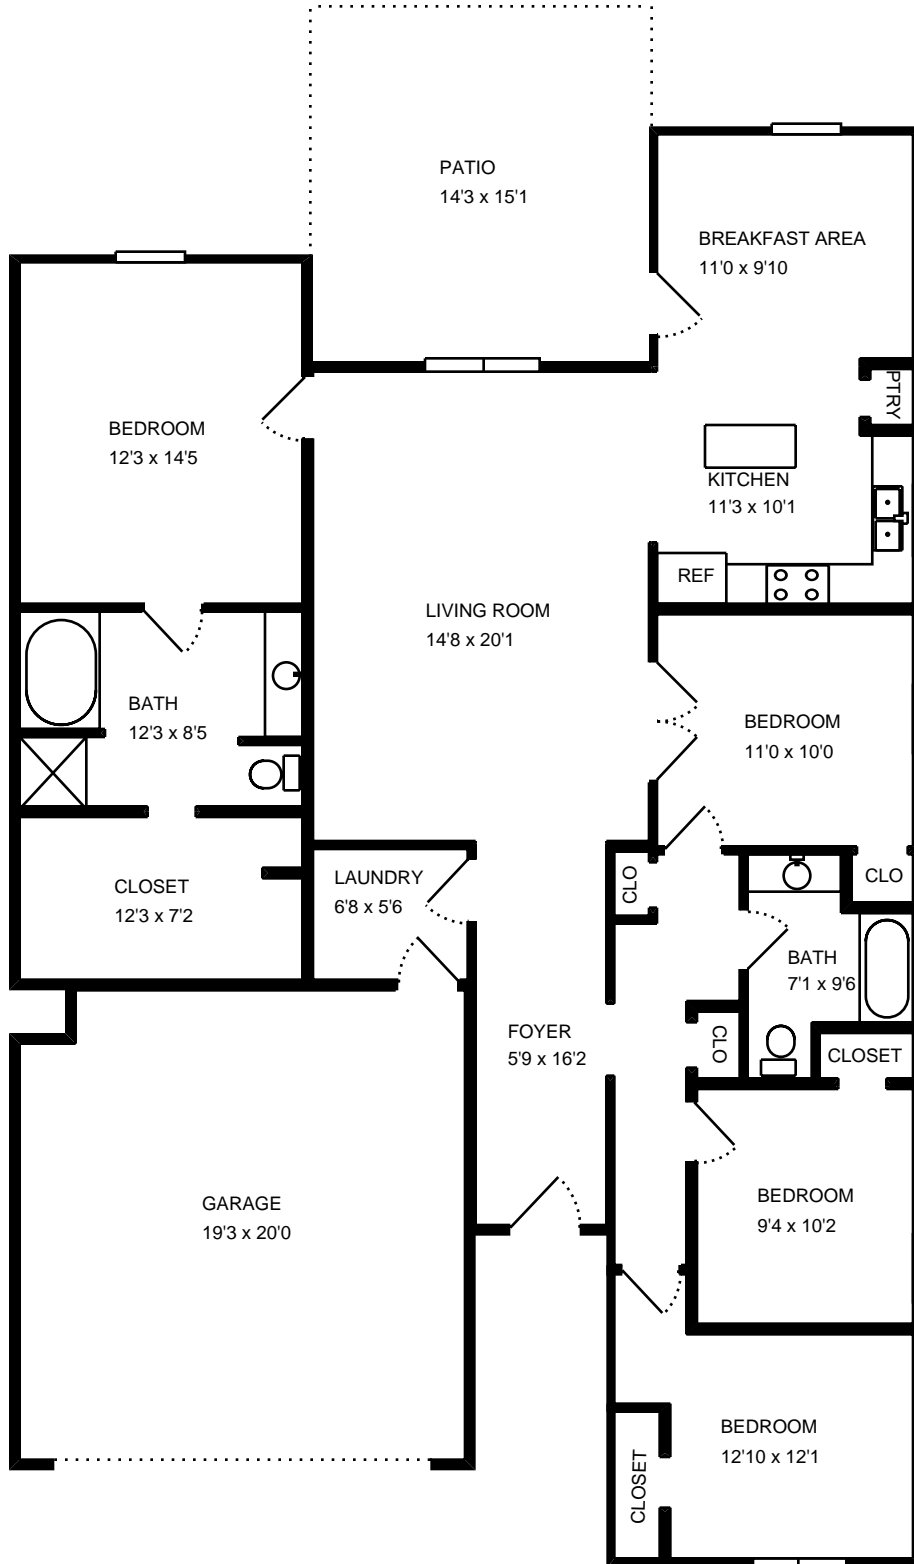 PATIO
14'3 x 15'1
BREAKFAST AREA
11'0 x 9'10
PTRY
BEDROOM
12'3 x 14'5
KITCHEN
11'3 x 10'1
REF
LIVING ROOM
14'8 x 20'1
BATH
12'3 x 8'5
BEDROOM
11'0 x 10'0
CLOSET
12'3 x 7'2
LAUNDRY
6'8 x 5'6
CLO
CLO
BATH
7'1 x 9'6
FOYER
5'9 x 16'2
CLO
CLOSET
GARAGE
19'3 x 20'0
BEDROOM
9'4 x 10'2
BEDROOM
12'10 x 12'1
CLOSET